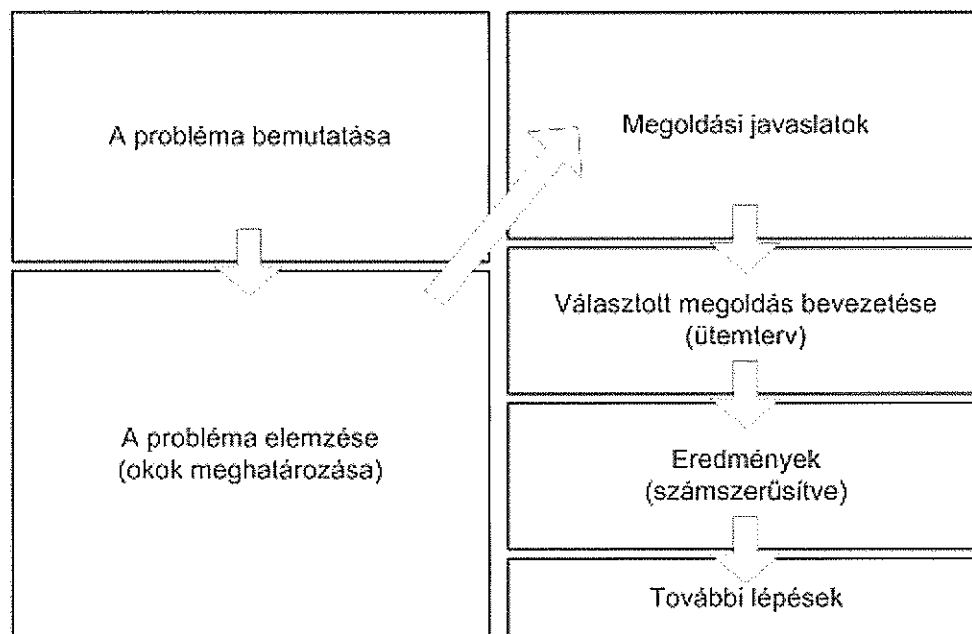 A probléma bemutatása
A probléma elemzése
(okok meghatározása)
Megoldási javaslatok
Választott megoldás bevezetése
(ütemterv)
Eredmények
(számszerűsítve)
További lépések